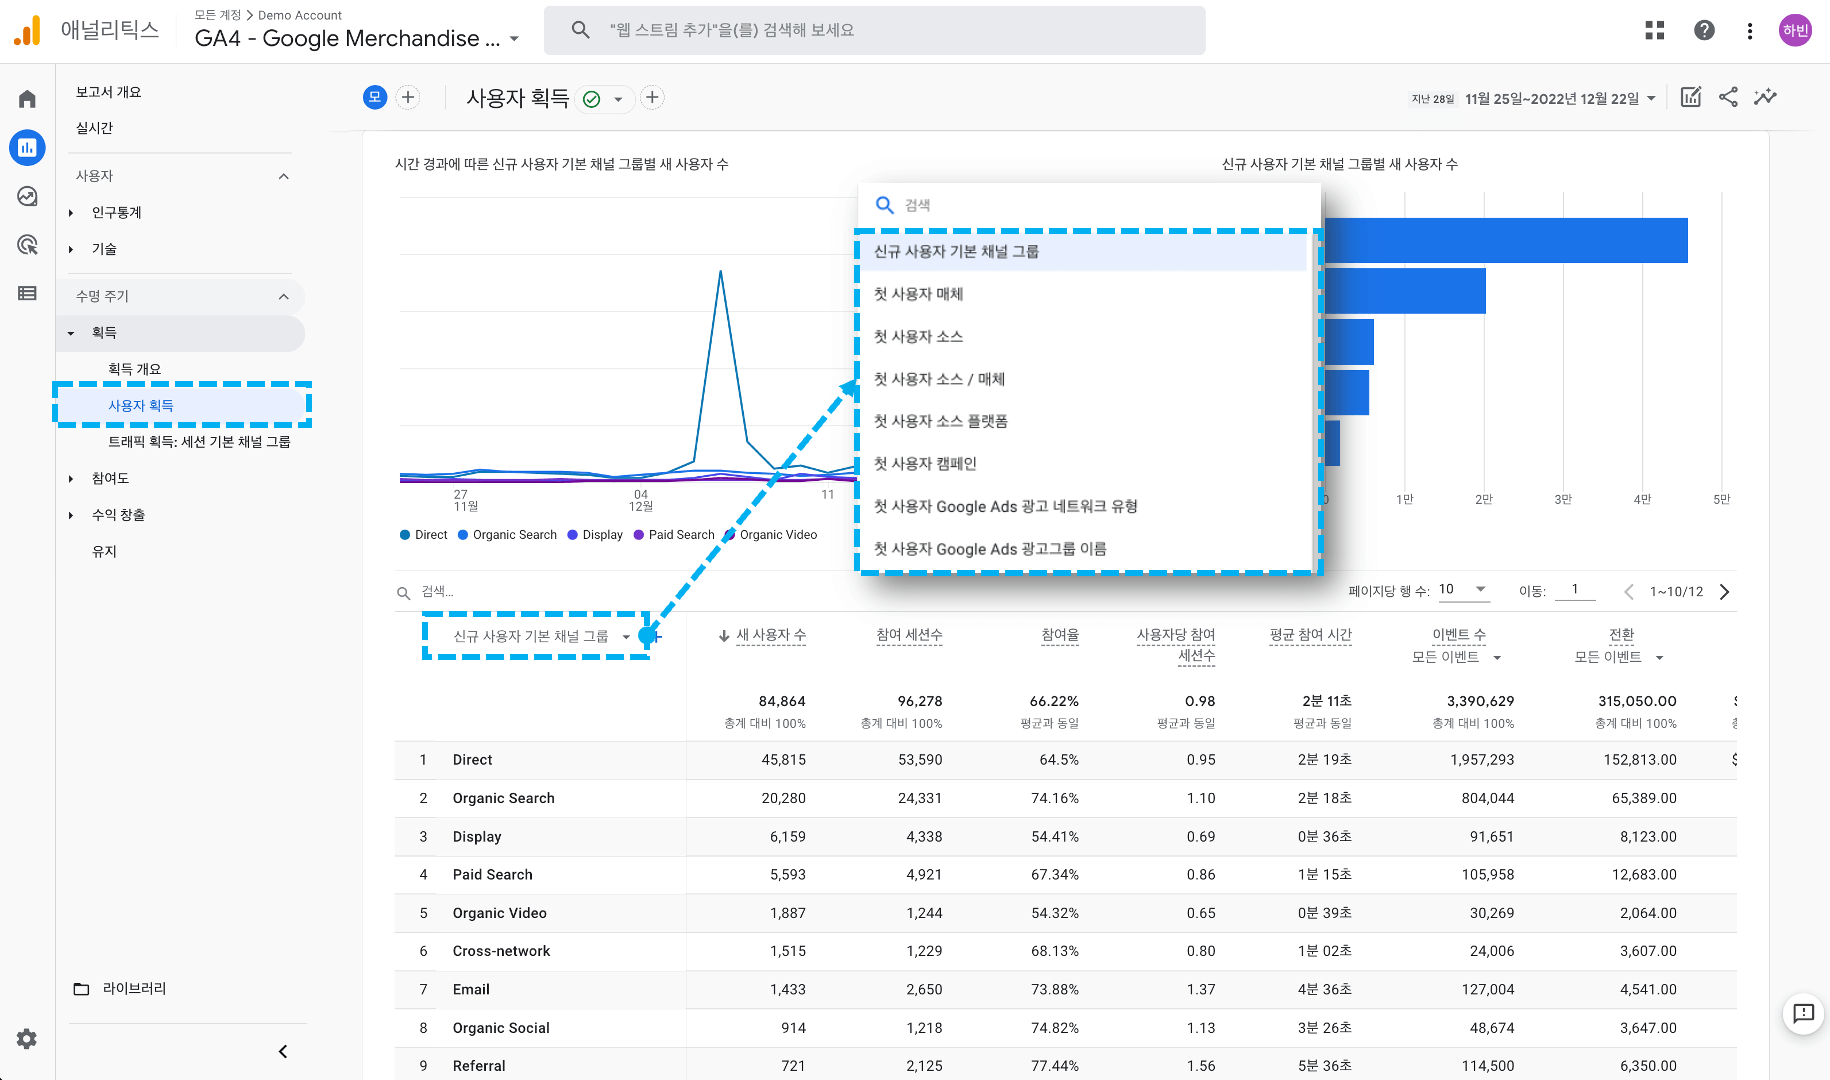 애널리틱스
모든 계정 > Demo Account
GA4 - Google Merchandise ...
"웹 스트림 추가"을(를) 검색해 보세요
하빈
보고서 개요
실시간
사용자
인구통계
기술
수명 주기
획득
획득 개요
사용자 획득
트래픽 획득: 세션 기본 채널 그룹
참여도
수익 창출
유지
라이브러리
모
사용자 획득
지난 28일 11월 25일~2022년 12월 22일
시간 경과에 따른 신규 사용자 기본 채널 그룹별 새 사용자 수
27
11월
04
12월
11
Direct Organic Search Display Paid Search Organic Video
신규 사용자 기본 채널 그룹별 새 사용자 수
0 1만 2만 3만 4만 5만
검색
신규 사용자 기본 채널 그룹
첫 사용자 매체
첫 사용자 소스
첫 사용자 소스 / 매체
첫 사용자 소스 플랫폼
첫 사용자 캠페인
첫 사용자 Google Ads 광고 네트워크 유형
첫 사용자 Google Ads 광고그룹 이름
검색...
페이지당 행 수: 10 이동: 1 1~10/12
신규 사용자 기본 채널 그룹
새 사용자 수 참여 세션수 참여율 사용자당 참여 세션수 평균 참여 시간 이벤트 수 전환
모든 이벤트 모든 이벤트
84,864 96,278 66.22% 0.98 2분 11초 3,390,629 315,050.00
총계 대비 100% 총계 대비 100% 평균과 동일 평균과 동일 평균과 동일 총계 대비 100% 총계 대비 100%
1 Direct 45,815 53,590 64.5% 0.95 2분 19초 1,957,293 152,813.00
2 Organic Search 20,280 24,331 74.16% 1.10 2분 18초 804,044 65,389.00
3 Display 6,159 4,338 54.41% 0.69 0분 36초 91,651 8,123.00
4 Paid Search 5,593 4,921 67.34% 0.86 1분 15초 105,958 12,683.00
5 Organic Video 1,887 1,244 54.32% 0.65 0분 39초 30,269 2,064.00
6 Cross-network 1,515 1,229 68.13% 0.80 1분 02초 24,006 3,607.00
7 Email 1,433 2,650 73.88% 1.37 4분 36초 127,004 4,541.00
8 Organic Social 914 1,218 74.82% 1.13 3분 26초 48,674 3,647.00
9 Referral 721 2,125 77.44% 1.56 5분 36초 114,500 6,350.00